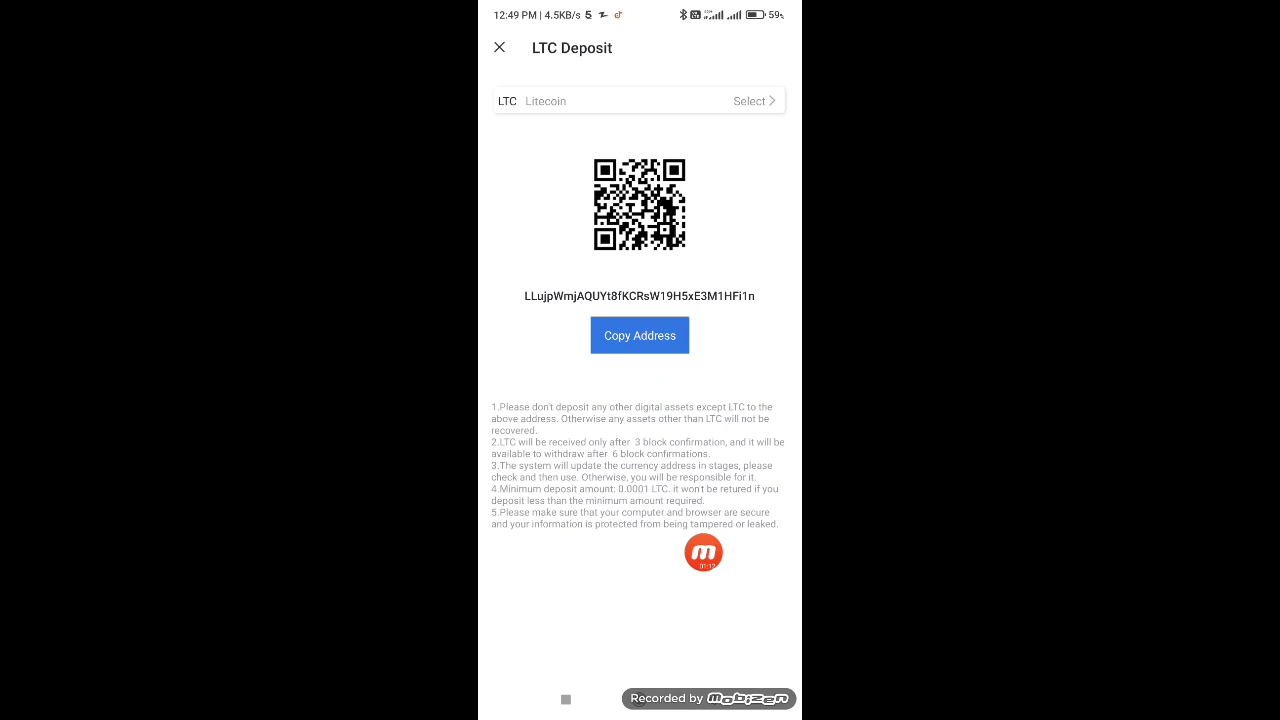 12:49 PM | 4.5KB/s 5
59%
LTC Deposit
LTC Litecoin Select
LLujpWmjAQUYt8fKCRsW19H5xE3M1HFi1n
Copy Address
1.Please don't deposit any other digital assets except LTC to the
above address. Otherwise any assets other than LTC will not be
recovered.
2.LTC will be received only after 3 block confirmation, and it will be
available to withdraw after 6 block confirmations.
3.The system will update the currency address in stages, please
check and then use. Otherwise, you will be responsible for it.
4.Minimum deposit amount: 0.0001 LTC. it won't be retured if you
deposit less than the minimum amount required.
5.Please make sure that your computer and browser are secure
and your information is protected from being tampered or leaked.
m
01:12
Recorded by mobizen